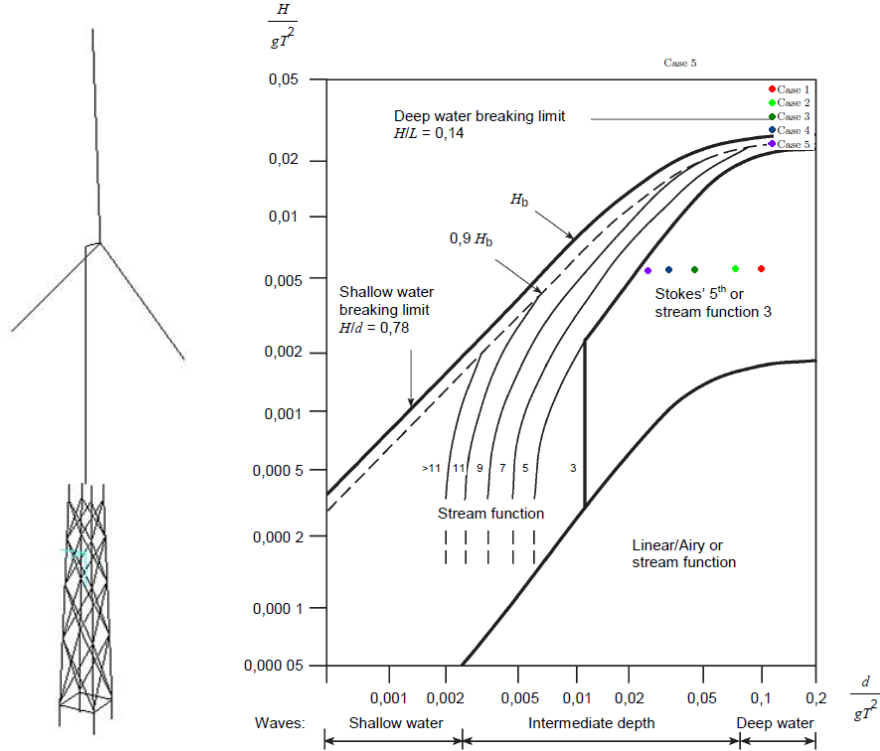 H
gT²
Case 5
0,05
Case 1
Case 2
Deep water breaking limit
H/L = 0,14
Case 3
Case 4
Case 5
0,02
H_b
0,01
0,9 H_b
0,005
Shallow water
breaking limit
H/d = 0,78
Stokes' 5th or
stream function 3
0,002
0,001
0,000 5
>11 11 9 7 5 3
Stream function
0,000 2
Linear/Airy or
stream function
0,000 1
0,000 05
0,001 0,002 0,005 0,01 0,02 0,05 0,1 0,2
d
gT²
Waves: Shallow water Intermediate depth Deep water